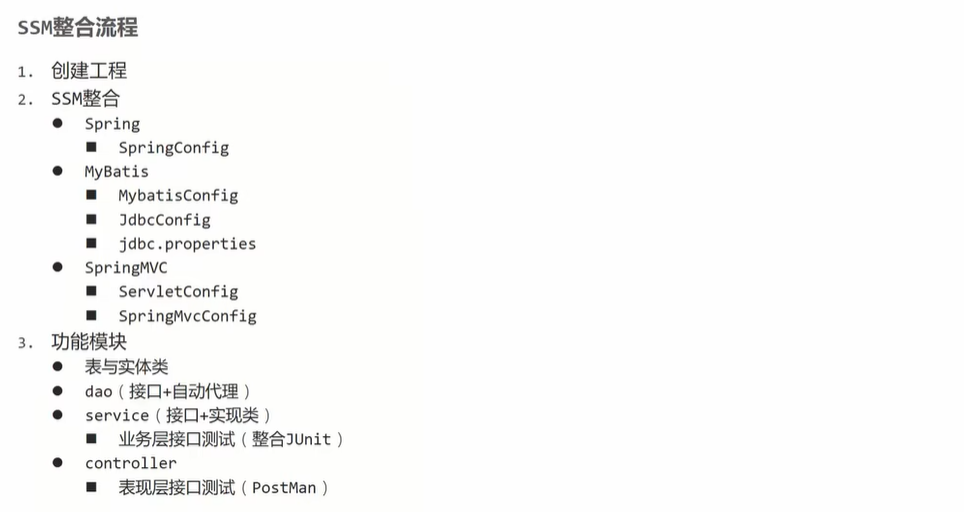 SSM整合流程
1. 创建工程
2. SSM整合
● Spring
■ SpringConfig
● MyBatis
■ MybatisConfig
■ JdbcConfig
■ jdbc.properties
● SpringMVC
■ ServletConfig
■ SpringMvcConfig
3. 功能模块
● 表与实体类
● dao（接口+自动代理）
● service（接口+实现类）
■ 业务层接口测试（整合JUnit）
● controller
■ 表现层接口测试（PostMan）